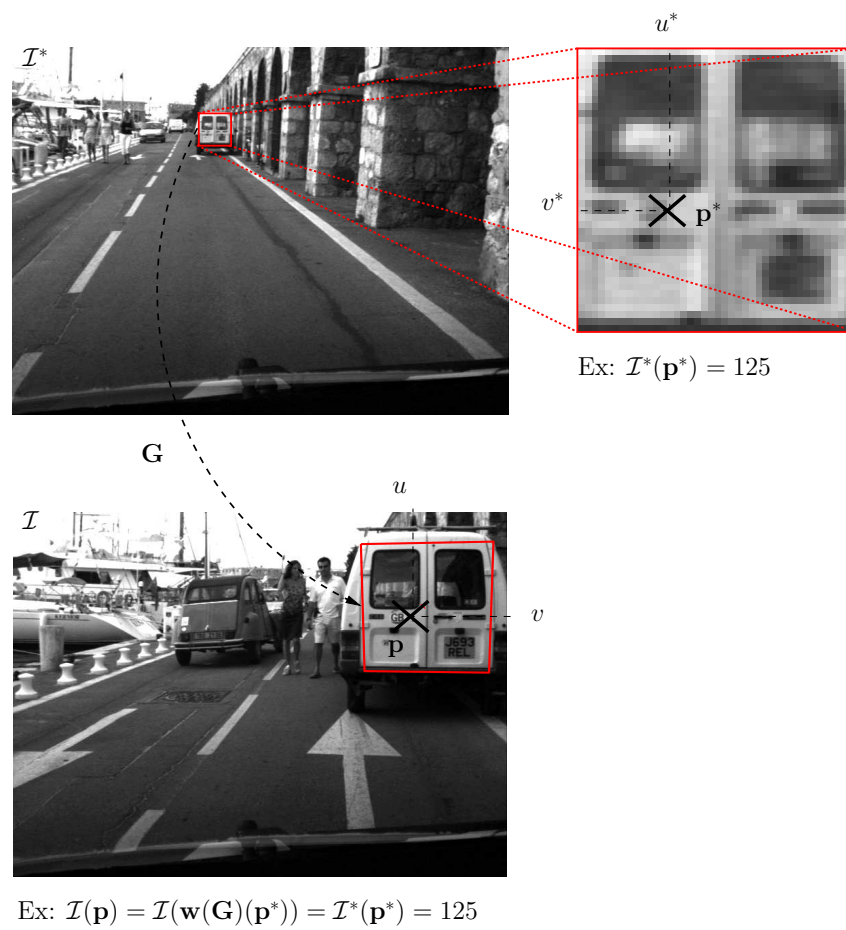 u*
ℐ*
v*
p*
Ex: ℐ*(p*) = 125
G
u
ℐ
v
GB
p
J693
REL
Ex: ℐ(p) = ℐ(w(G)(p*)) = ℐ*(p*) = 125